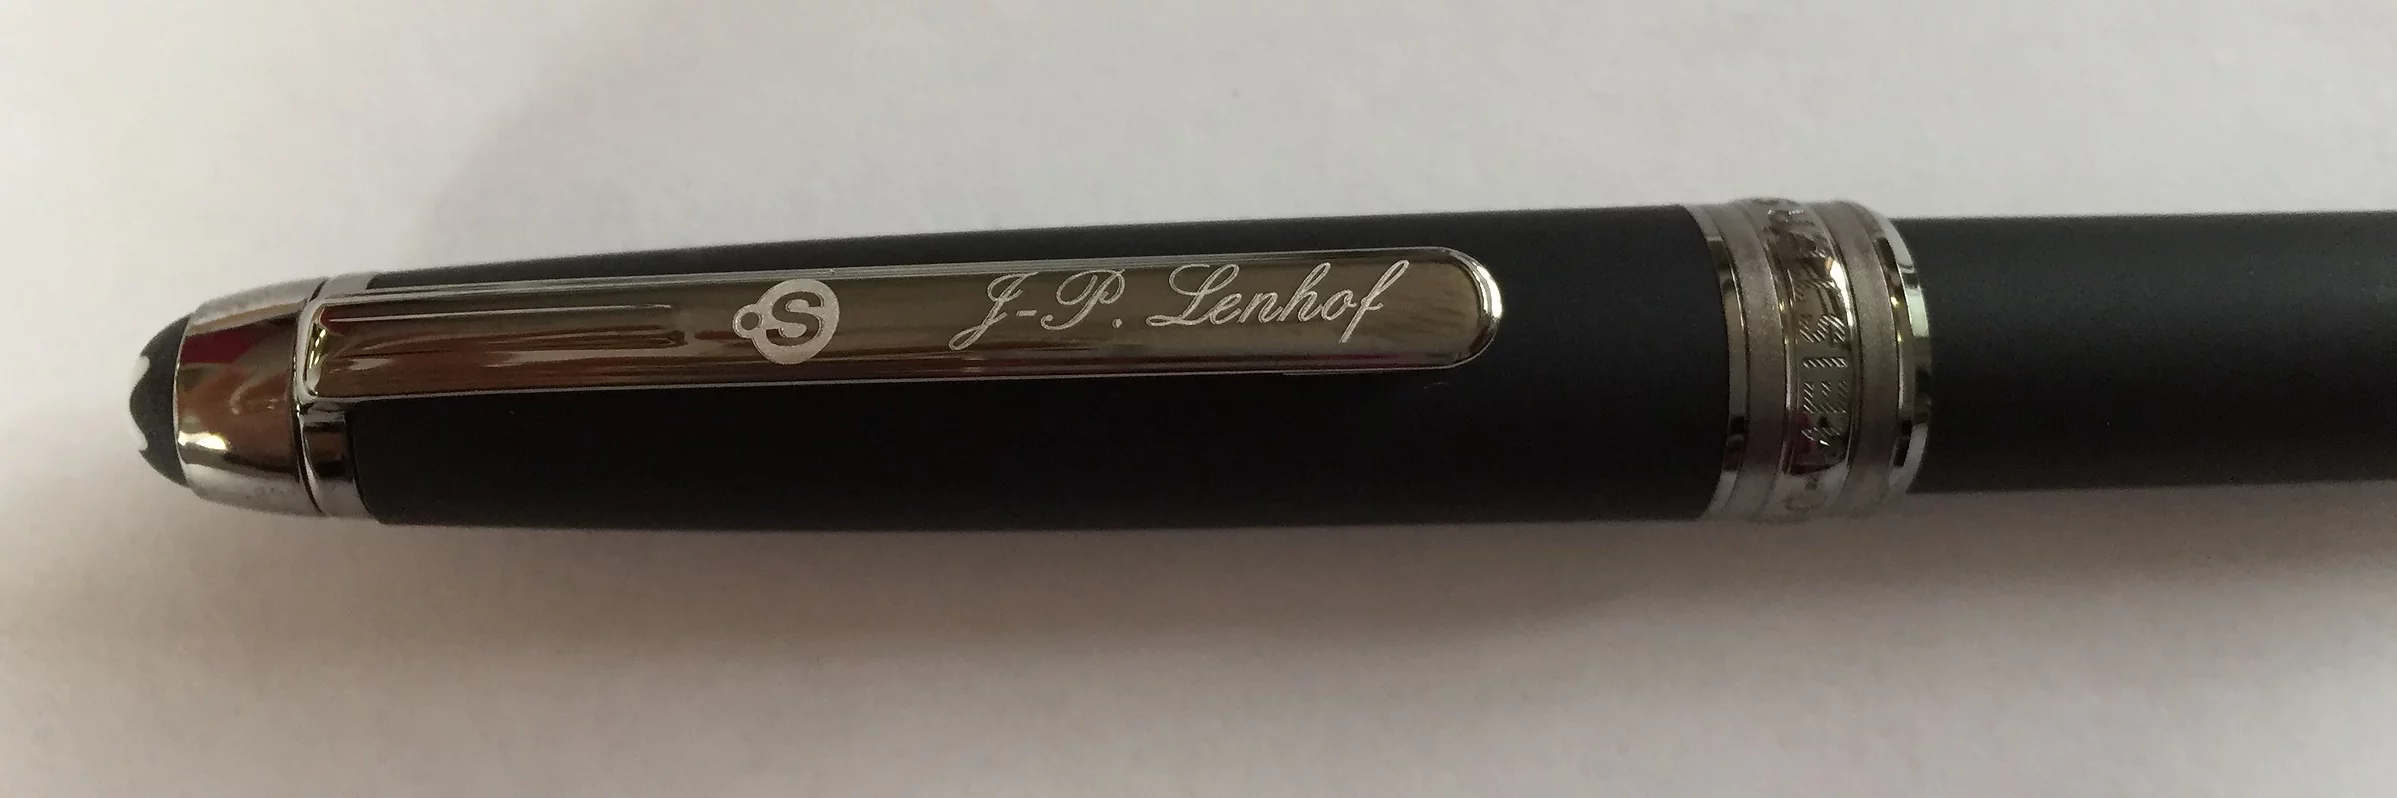 S J-P. Lenhof